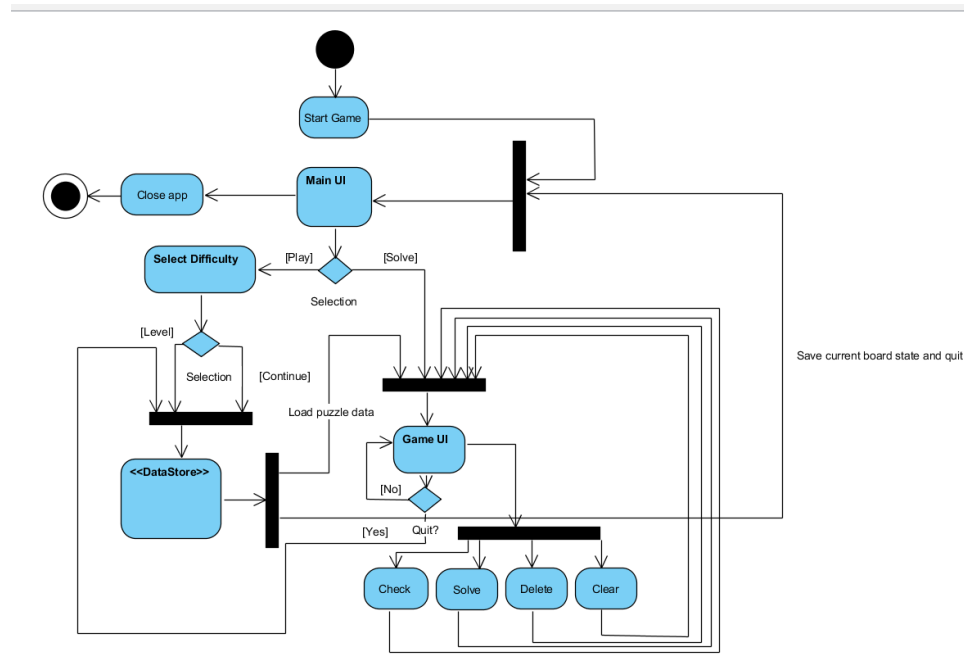 Start Game
Main UI
Close app
[Play]
[Solve]
Select Difficulty
Selection
[Level]
Selection
[Continue]
Save current board state and quit
Load puzzle data
Game UI
<<DataStore>>
[No]
[Yes]
Quit?
Check
Solve
Delete
Clear